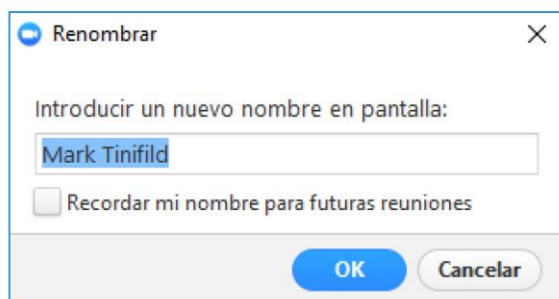 Renombrar
Introducir un nuevo nombre en pantalla:
Mark Tinifild
Recordar mi nombre para futuras reuniones
OK Cancelar